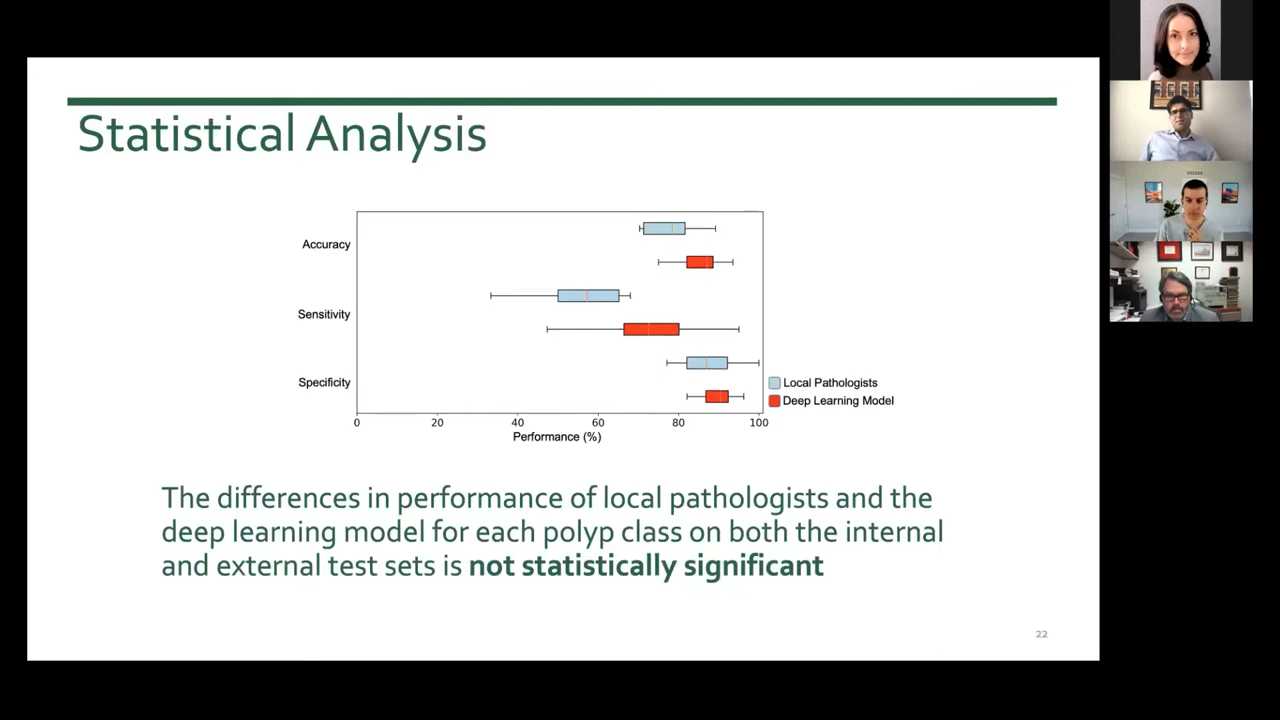 Statistical Analysis
Accuracy
Sensitivity
Specificity
Local Pathologists
Deep Learning Model
0 20 40 60 80 100
Performance (%)
The differences in performance of local pathologists and the
deep learning model for each polyp class on both the internal
and external test sets is not statistically significant
22